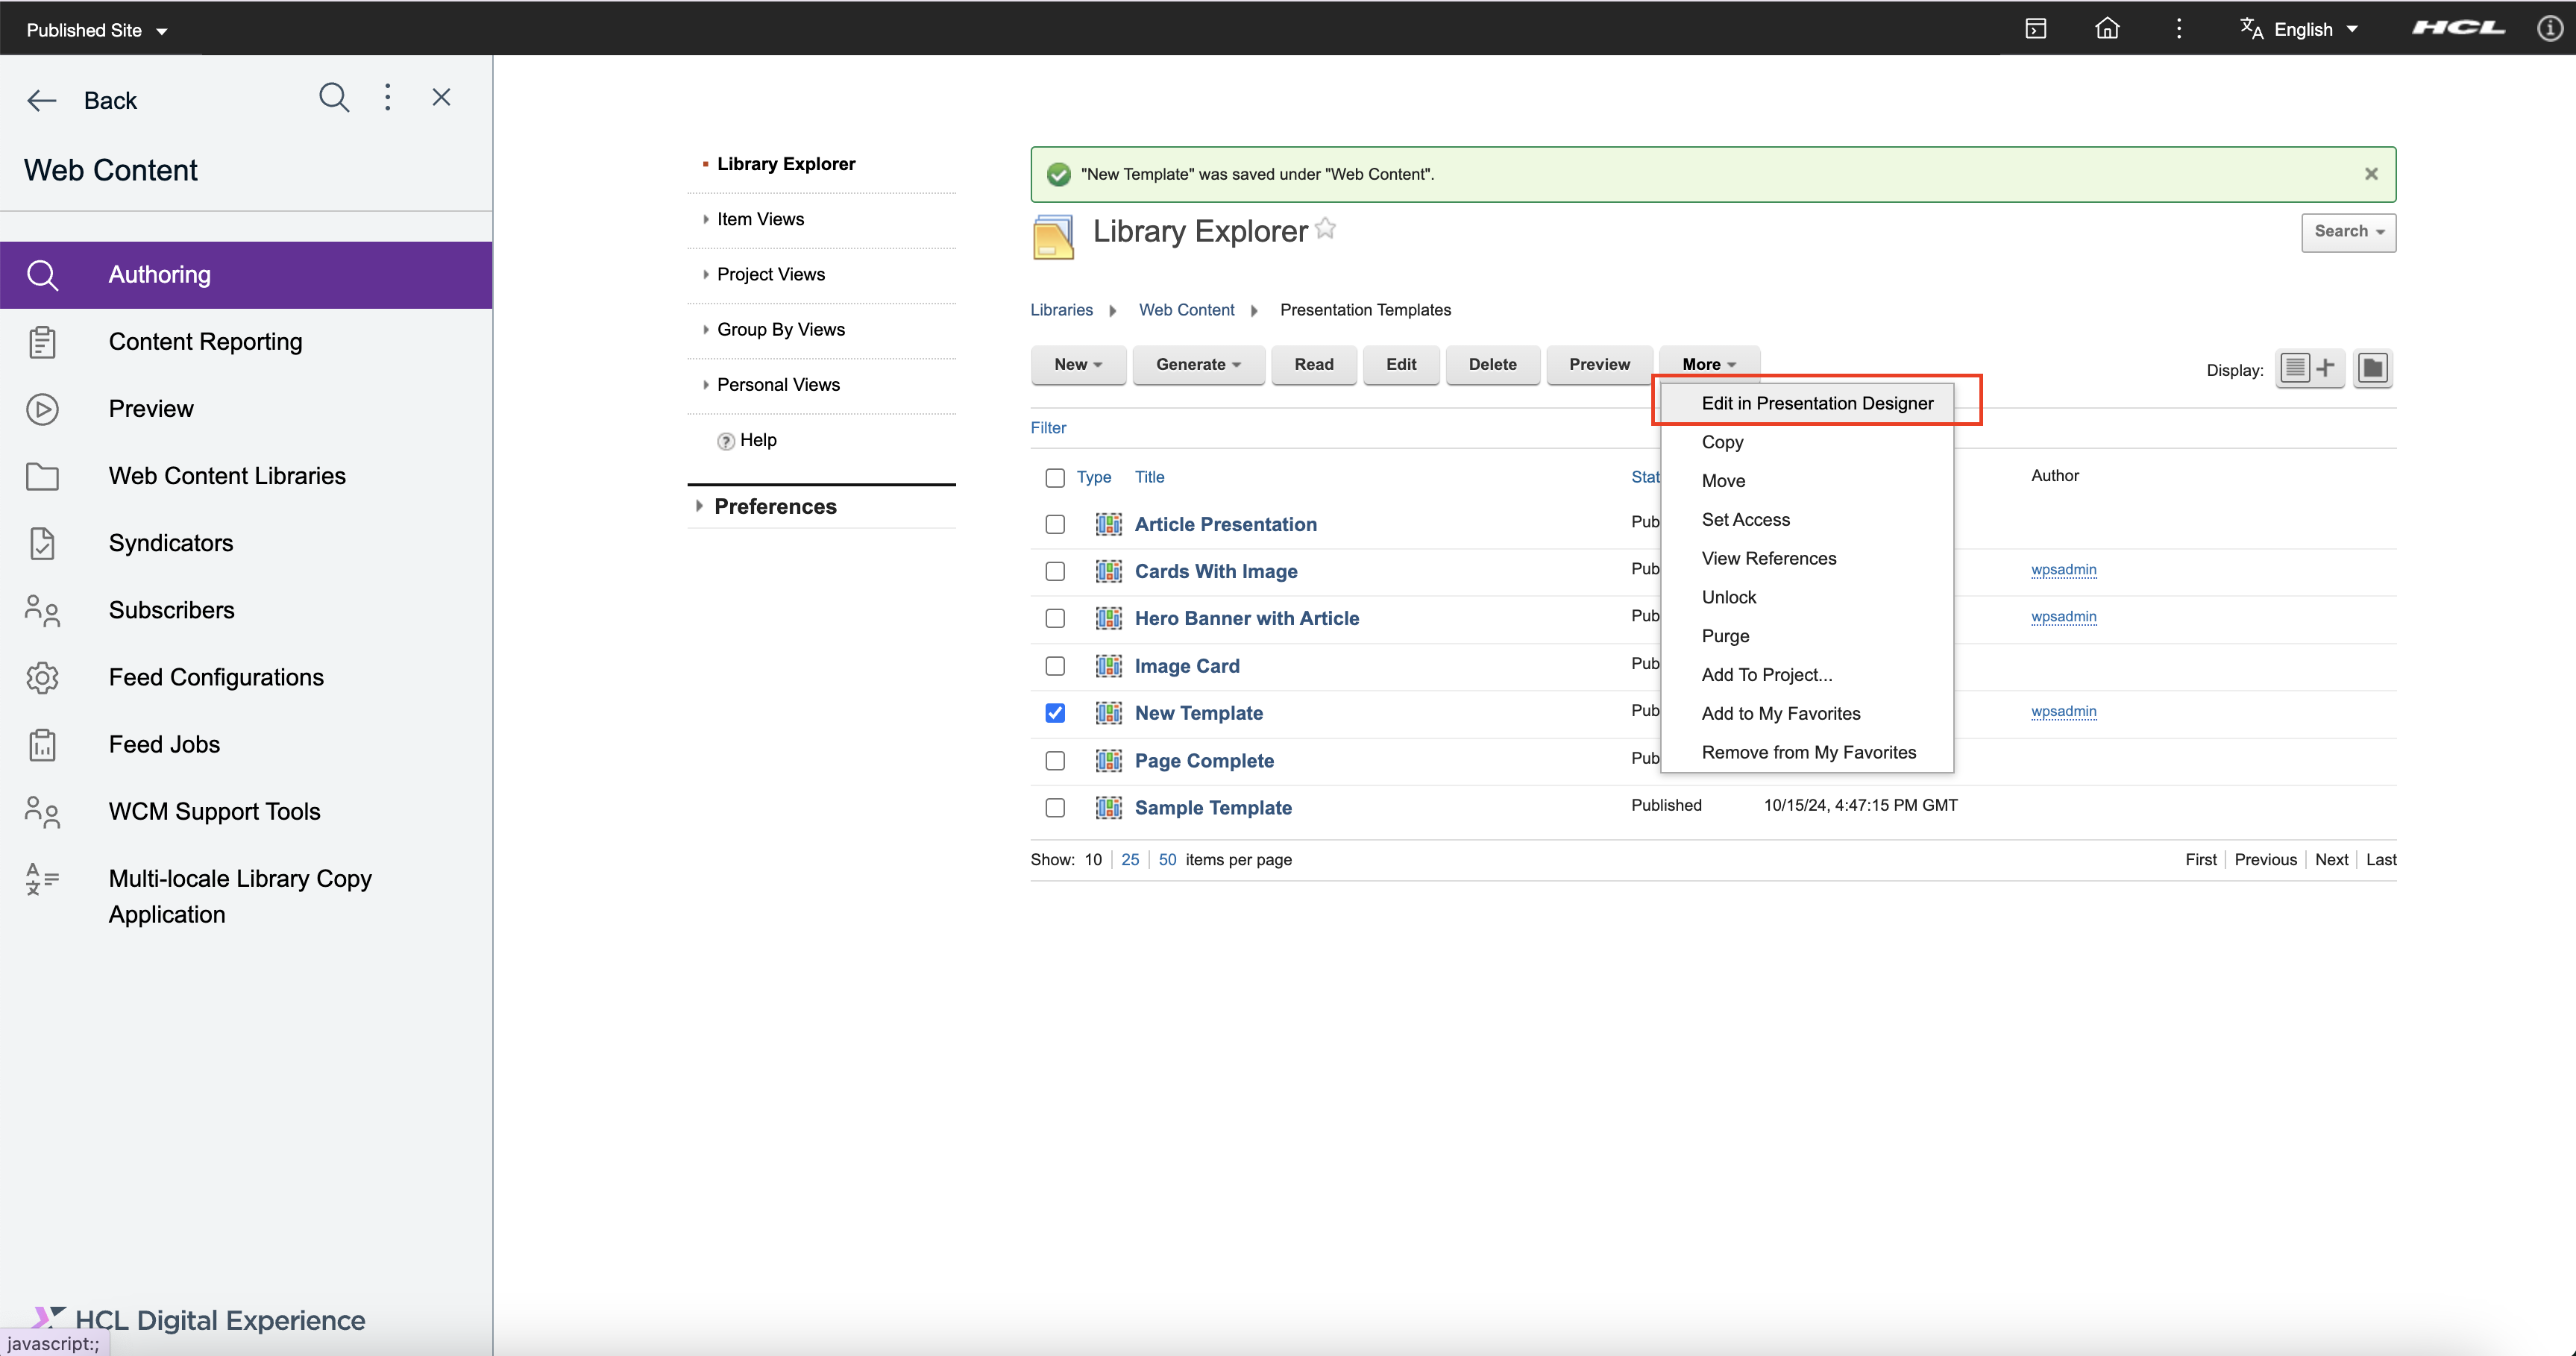 Published Site
English
HCL
Back
Web Content
Authoring
Content Reporting
Preview
Web Content Libraries
Syndicators
Subscribers
Feed Configurations
Feed Jobs
WCM Support Tools
Multi-locale Library Copy
Application
HCL Digital Experience
javascript:;
Library Explorer
Item Views
Project Views
Group By Views
Personal Views
? Help
Preferences
"New Template" was saved under "Web Content".
Library Explorer
Search
Libraries Web Content Presentation Templates
New Generate Read Edit Delete Preview More
Display:
Edit in Presentation Designer
Copy
Move
Set Access
View References
Unlock
Purge
Add To Project...
Add to My Favorites
Remove from My Favorites
Filter
Type Title Stat Author
Article Presentation Pub
Cards With Image Pub wpsadmin
Hero Banner with Article Pub wpsadmin
Image Card Pub
New Template Pub wpsadmin
Page Complete Pub
Sample Template Published 10/15/24, 4:47:15 PM GMT
Show: 10 25 50 items per page
First Previous Next Last